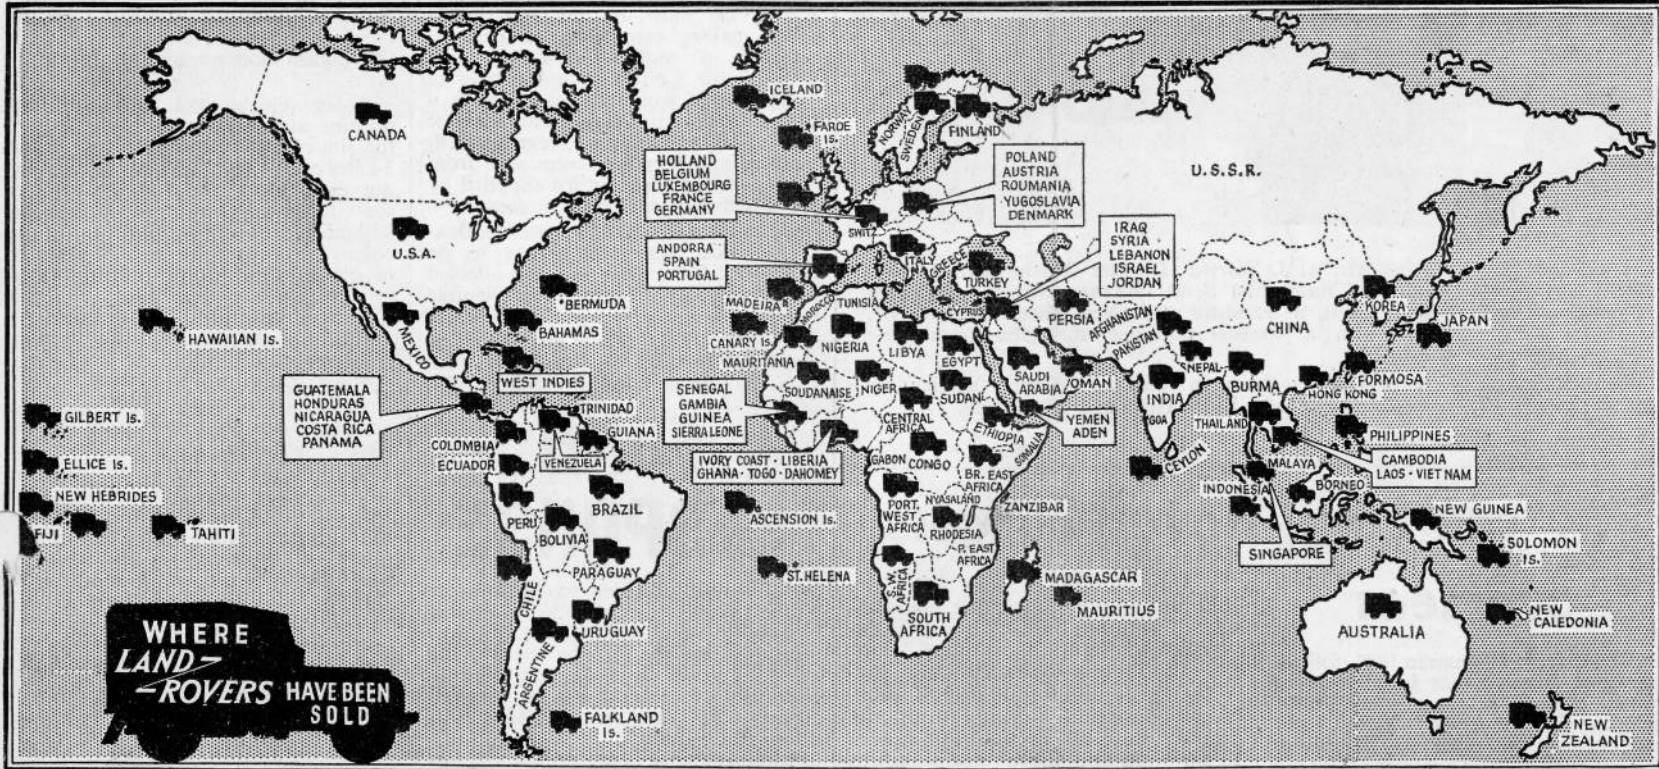 CANADA
U.S.A.
MEXICO
HAWAIIAN Is.
BERMUDA
BAHAMAS
WEST INDIES
GUATEMALA
HONDURAS
NICARAGUA
COSTA RICA
PANAMA
TRINIDAD
GUIANA
COLOMBIA
VENEZUELA
ECUADOR
PERU
BRAZIL
BOLIVIA
PARAGUAY
CHILE
URUGUAY
ARGENTINE
FALKLAND
Is.
GILBERT Is.
ELLICE Is.
NEW HEBRIDES
FIJI
TAHITI
ICELAND
FAROE
Is.
NORWAY
SWEDEN
FINLAND
HOLLAND
BELGIUM
LUXEMBOURG
FRANCE
GERMANY
POLAND
AUSTRIA
ROUMANIA
·YUGOSLAVIA
DENMARK
SWITZ.
ITALY
GREECE
TURKEY
ANDORRA
SPAIN
PORTUGAL
IRAQ
SYRIA ·
LEBANON
ISRAEL
JORDAN
U.S.S.R.
MADEIRA
CANARY Is.
MOROCCO
TUNISIA
CYPRUS
PERSIA
AFGHANISTAN
PAKISTAN
NEPAL
CHINA
KOREA
JAPAN
MAURITANIA
NIGERIA
LIBYA
EGYPT
SAUDI
ARABIA
OMAN
SOUDANAISE
NIGER
SUDAN
INDIA
GOA
BURMA
HONG KONG
FORMOSA
SENEGAL
GAMBIA
GUINEA
SIERRA LEONE
CENTRAL
AFRICA
ETHIOPIA
SOMALIA
YEMEN
ADEN
CEYLON
THAILAND
PHILIPPINES
CAMBODIA
LAOS · VIET NAM
IVORY COAST · LIBERIA
GHANA · TOGO · DAHOMEY
GABON
CONGO
BR. EAST
AFRICA
MALAYA
INDONESIA
BORNEO
SINGAPORE
NEW GUINEA
SOLOMON
Is.
ASCENSION Is.
PORT.
WEST
AFRICA
NYASALAND
ZANZIBAR
RHODESIA
P. EAST
AFRICA
ST. HELENA
S.W.
AFRICA
SOUTH
AFRICA
MADAGASCAR
MAURITIUS
AUSTRALIA
NEW
CALEDONIA
NEW
ZEALAND
WHERE
LAND-
-ROVERS HAVE BEEN
SOLD